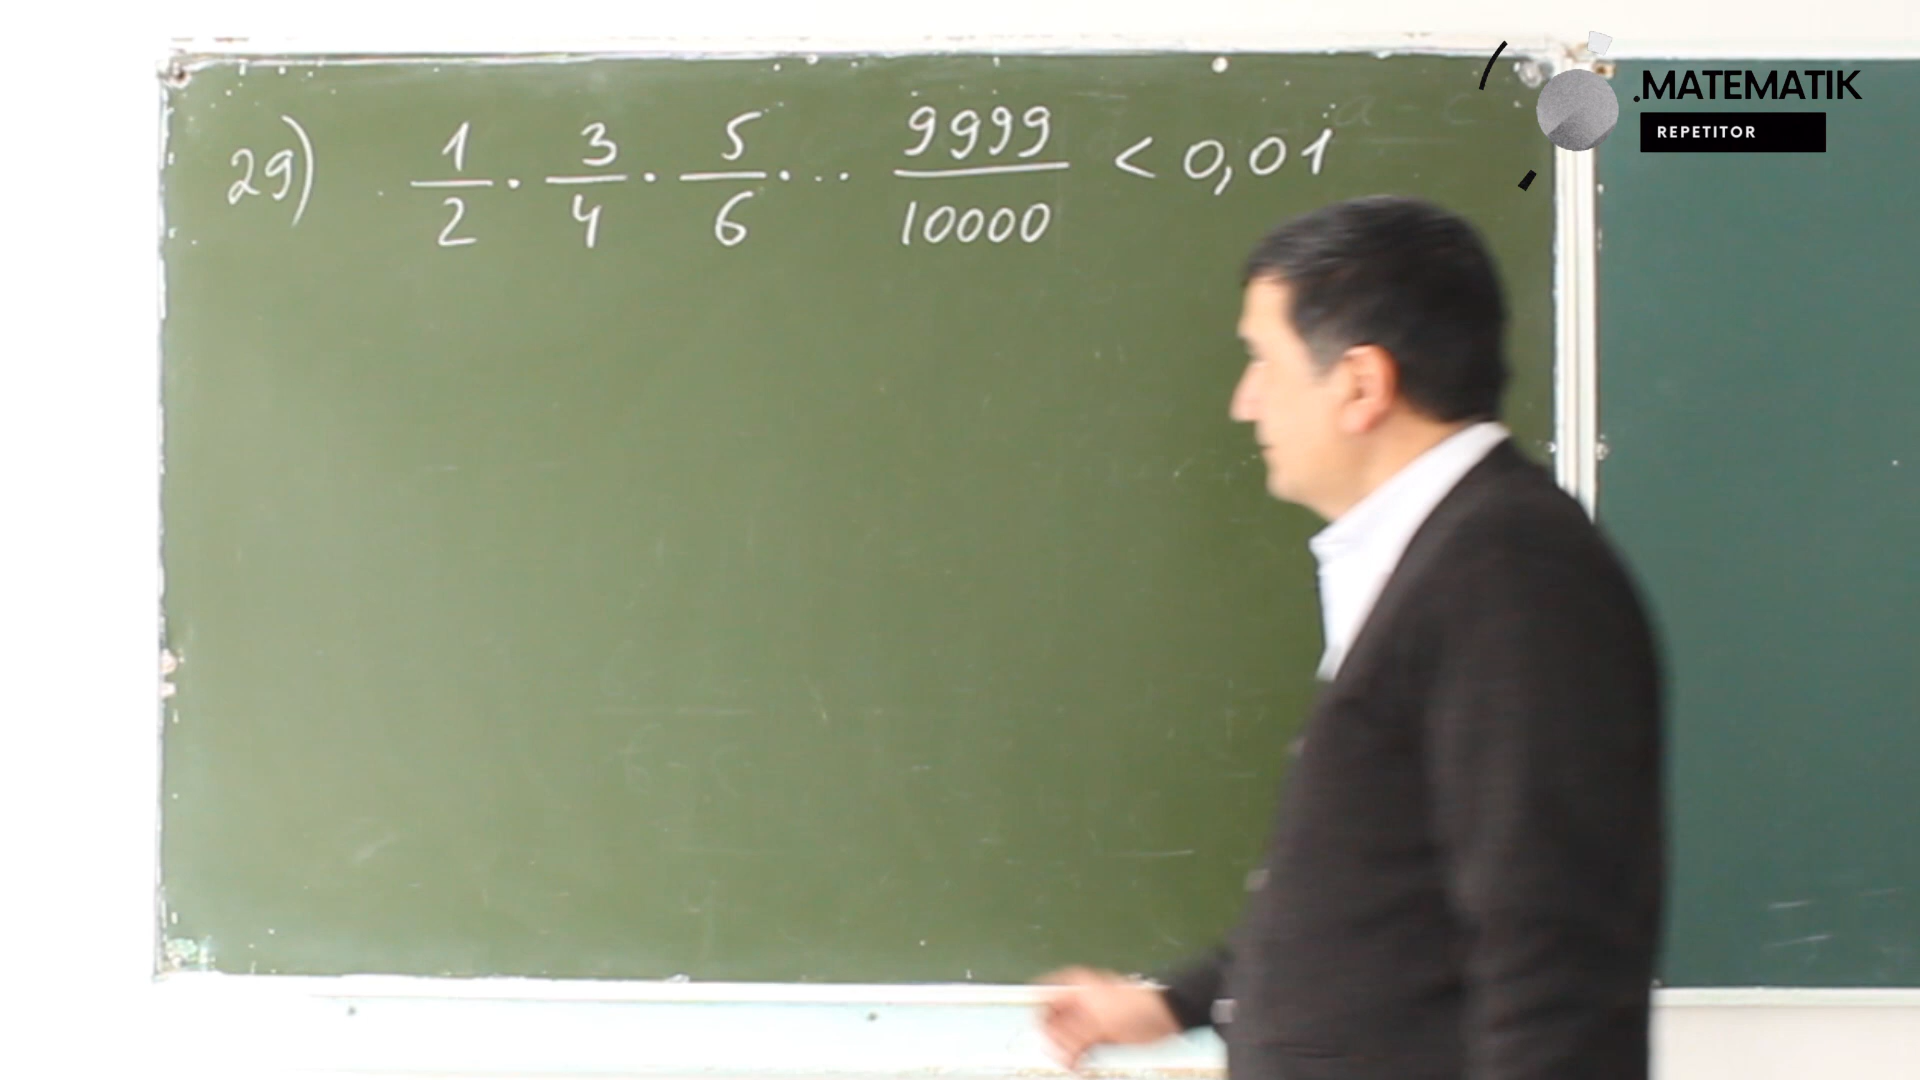 29) 1/2 · 3/4 · 5/6 · ... 9999/10000 < 0,01
.MATEMATIK
REPETITOR